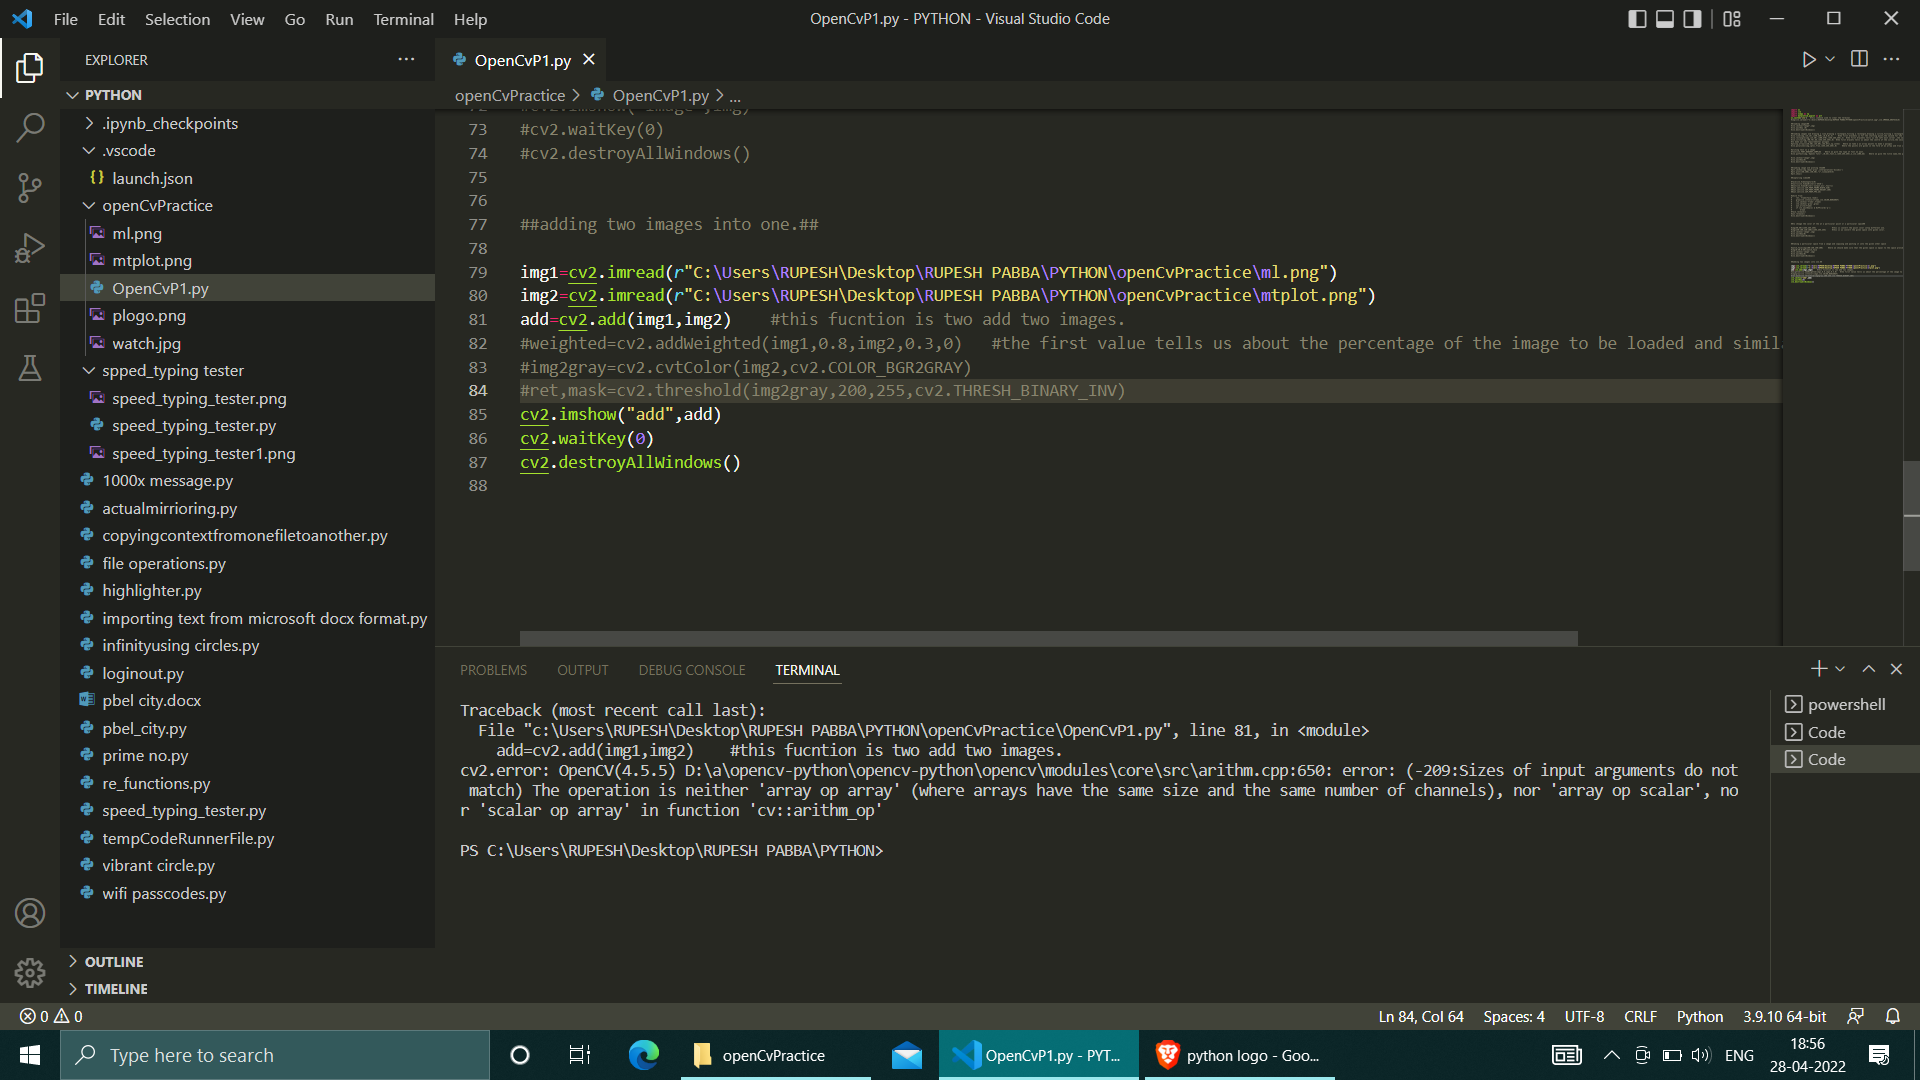 File Edit Selection View Go Run Terminal Help
OpenCvP1.py - PYTHON - Visual Studio Code
EXPLORER
PYTHON
.ipynb_checkpoints
.vscode
launch.json
openCvPractice
ml.png
mtplot.png
OpenCvP1.py
plogo.png
watch.jpg
spped_typing tester
speed_typing_tester.png
speed_typing_tester.py
speed_typing_tester1.png
1000x message.py
actualmirrioring.py
copyingcontextfromonefiletoanother.py
file operations.py
highlighter.py
importing text from microsoft docx format.py
infinityusing circles.py
loginout.py
pbel city.docx
pbel_city.py
prime no.py
re_functions.py
speed_typing_tester.py
tempCodeRunnerFile.py
vibrant circle.py
wifi passcodes.py
OUTLINE
TIMELINE
OpenCvP1.py
openCvPractice > OpenCvP1.py > ...
73 #cv2.waitKey(0)
74 #cv2.destroyAllWindows()
75
76
77 ##adding two images into one.##
78
79 img1=cv2.imread(r"C:\Users\RUPESH\Desktop\RUPESH PABBA\PYTHON\openCvPractice\ml.png")
80 img2=cv2.imread(r"C:\Users\RUPESH\Desktop\RUPESH PABBA\PYTHON\openCvPractice\mtplot.png")
81 add=cv2.add(img1,img2)    #this fucntion is two add two images.
82 #weighted=cv2.addWeighted(img1,0.8,img2,0.3,0)   #the first value tells us about the percentage of the image to be loaded and simil
83 #img2gray=cv2.cvtColor(img2,cv2.COLOR_BGR2GRAY)
84 #ret,mask=cv2.threshold(img2gray,200,255,cv2.THRESH_BINARY_INV)
85 cv2.imshow("add",add)
86 cv2.waitKey(0)
87 cv2.destroyAllWindows()
88
PROBLEMS OUTPUT DEBUG CONSOLE TERMINAL
Traceback (most recent call last):
File "c:\Users\RUPESH\Desktop\RUPESH PABBA\PYTHON\openCvPractice\OpenCvP1.py", line 81, in <module>
add=cv2.add(img1,img2)    #this fucntion is two add two images.
cv2.error: OpenCV(4.5.5) D:\a\opencv-python\opencv-python\opencv\modules\core\src\arithm.cpp:650: error: (-209:Sizes of input arguments do not
match) The operation is neither 'array op array' (where arrays have the same size and the same number of channels), nor 'array op scalar', no
r 'scalar op array' in function 'cv::arithm_op'
PS C:\Users\RUPESH\Desktop\RUPESH PABBA\PYTHON>
powershell
Code
Code
0 0
Ln 84, Col 64 Spaces: 4 UTF-8 CRLF Python 3.9.10 64-bit
Type here to search
openCvPractice
OpenCvP1.py - PYT...
python logo - Goo...
ENG
18:56
28-04-2022